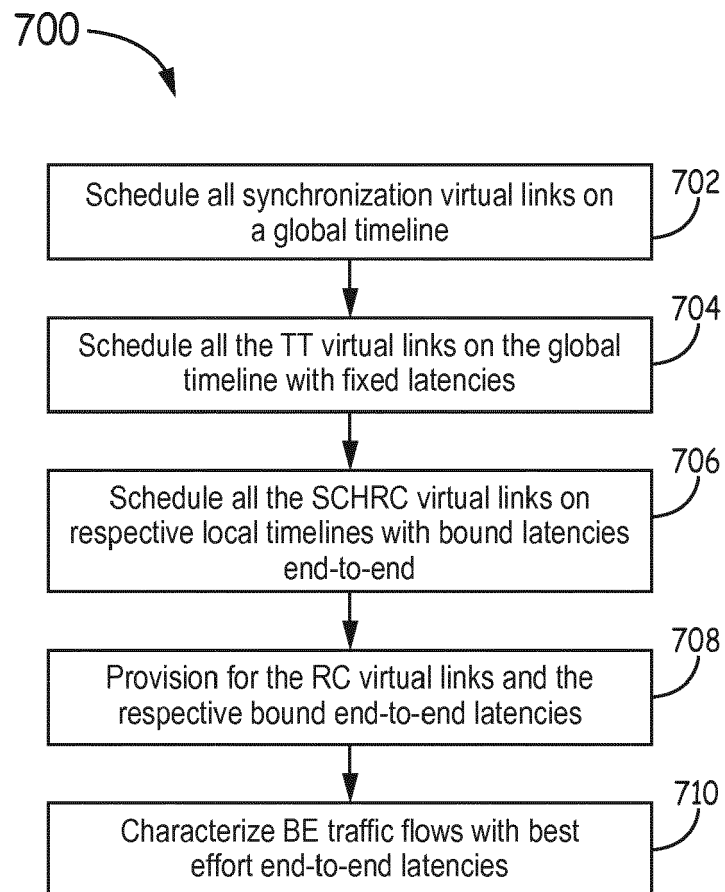 700
Schedule all synchronization virtual links on
a global timeline
702
Schedule all the TT virtual links on the global
timeline with fixed latencies
704
Schedule all the SCHRC virtual links on
respective local timelines with bound latencies
end-to-end
706
Provision for the RC virtual links and the
respective bound end-to-end latencies
708
Characterize BE traffic flows with best
effort end-to-end latencies
710